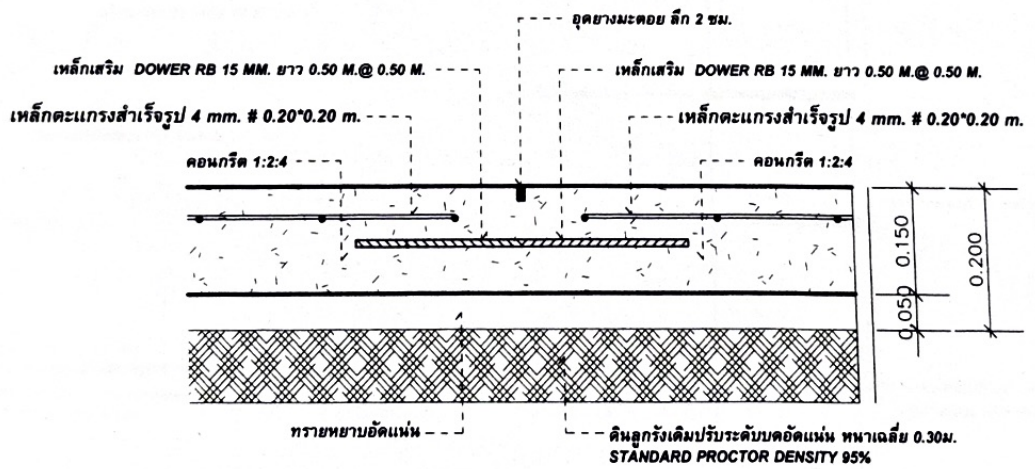 อุดยางมะตอย ลึก 2 ซม.
เหล็กเสริม DOWER RB 15 MM. ยาว 0.50 M.@ 0.50 M.
เหล็กเสริม DOWER RB 15 MM. ยาว 0.50 M.@ 0.50 M.
เหล็กตะแกรงสำเร็จรูป 4 mm. # 0.20*0.20 m.
เหล็กตะแกรงสำเร็จรูป 4 mm. # 0.20*0.20 m.
คอนกรีต 1:2:4
คอนกรีต 1:2:4
0.150
0.200
0.050
ทรายหยาบอัดแน่น
ดินลูกรังเดิมปรับระดับบดอัดแน่น หนาเฉลี่ย 0.30ม.
STANDARD PROCTOR DENSITY 95%